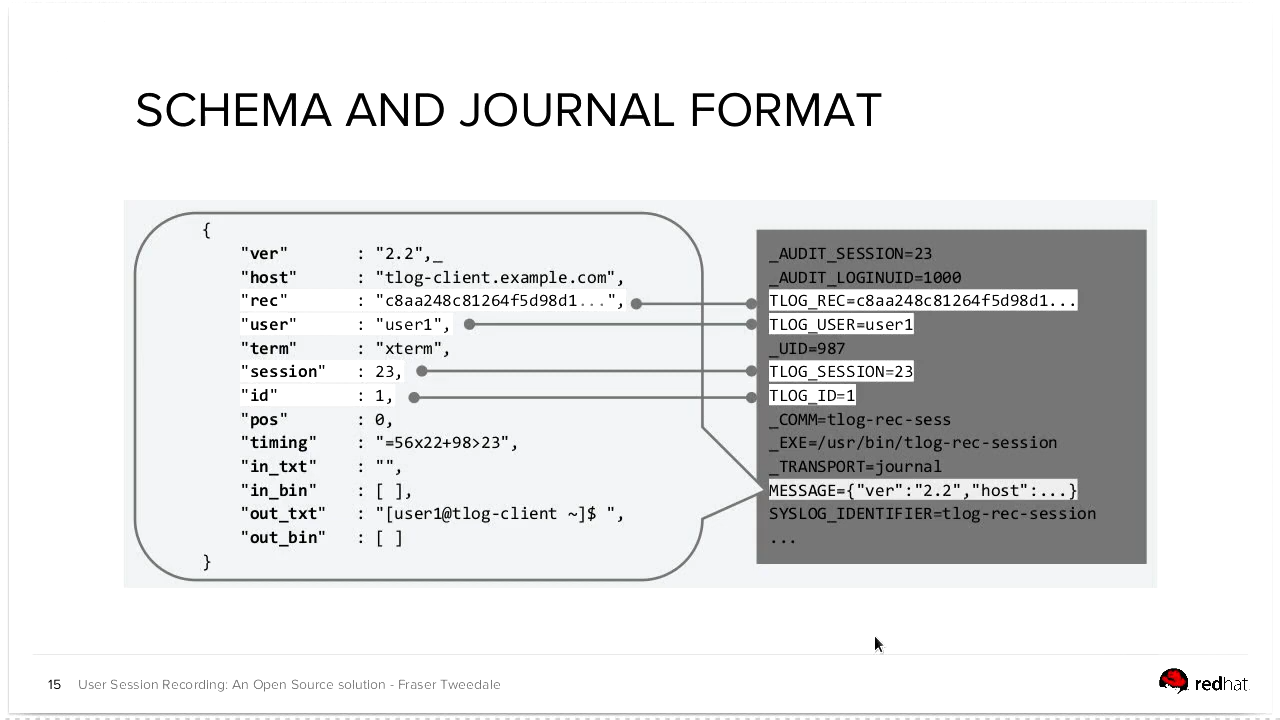 SCHEMA AND JOURNAL FORMAT
{
"ver" : "2.2",_
"host" : "tlog-client.example.com",
"rec" : "c8aa248c81264f5d98d1...",
"user" : "user1",
"term" : "xterm",
"session" : 23,
"id" : 1,
"pos" : 0,
"timing" : "=56x22+98>23",
"in_txt" : "",
"in_bin" : [ ],
"out_txt" : "[user1@tlog-client ~]$ ",
"out_bin" : [ ]
}
_AUDIT_SESSION=23
_AUDIT_LOGINUID=1000
TLOG_REC=c8aa248c81264f5d98d1...
TLOG_USER=user1
_UID=987
TLOG_SESSION=23
TLOG_ID=1
_COMM=tlog-rec-sess
_EXE=/usr/bin/tlog-rec-session
_TRANSPORT=journal
MESSAGE={"ver":"2.2","host":...}
SYSLOG_IDENTIFIER=tlog-rec-session
...
15 User Session Recording: An Open Source solution - Fraser Tweedale
redhat.